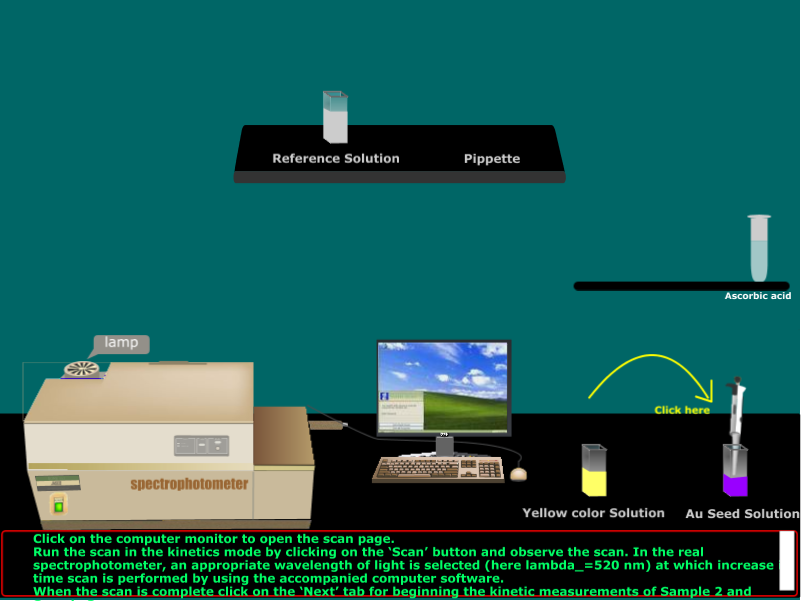 Reference Solution
Pippette
Ascorbic acid
lamp
Click here
spectrophotometer
Yellow color Solution
Au Seed Solution
Click on the computer monitor to open the scan page.
Run the scan in the kinetics mode by clicking on the ‘Scan’ button and observe the scan. In the real
spectrophotometer, an appropriate wavelength of light is selected (here lambda_=520 nm) at which increase
time scan is performed by using the accompanied computer software.
When the scan is complete click on the ‘Next’ tab for beginning the kinetic measurements of Sample 2 and